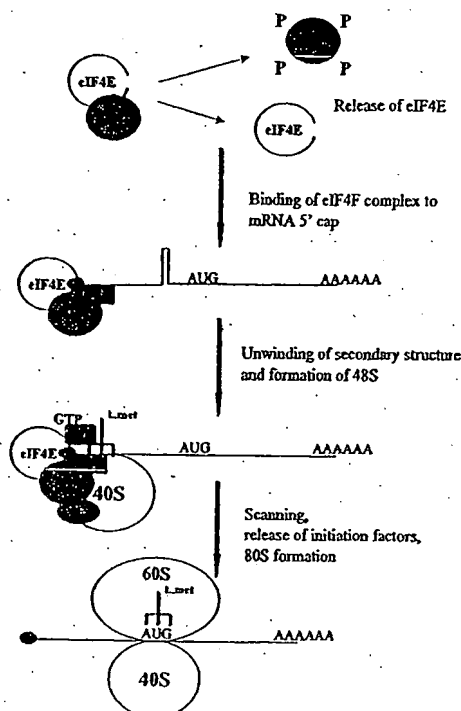 P P
eIF4E
P P
Release of eIF4E
eIF4E
Binding of eIF4F complex to
mRNA 5' cap
eIF4E
AUG
AAAAAA
Unwinding of secondary structure
and formation of 48S
GTP
t.met
eIF4E
AUG
AAAAAA
40S
Scanning,
release of initiation factors,
80S formation
60S
t.met
AUG
AAAAAA
40S